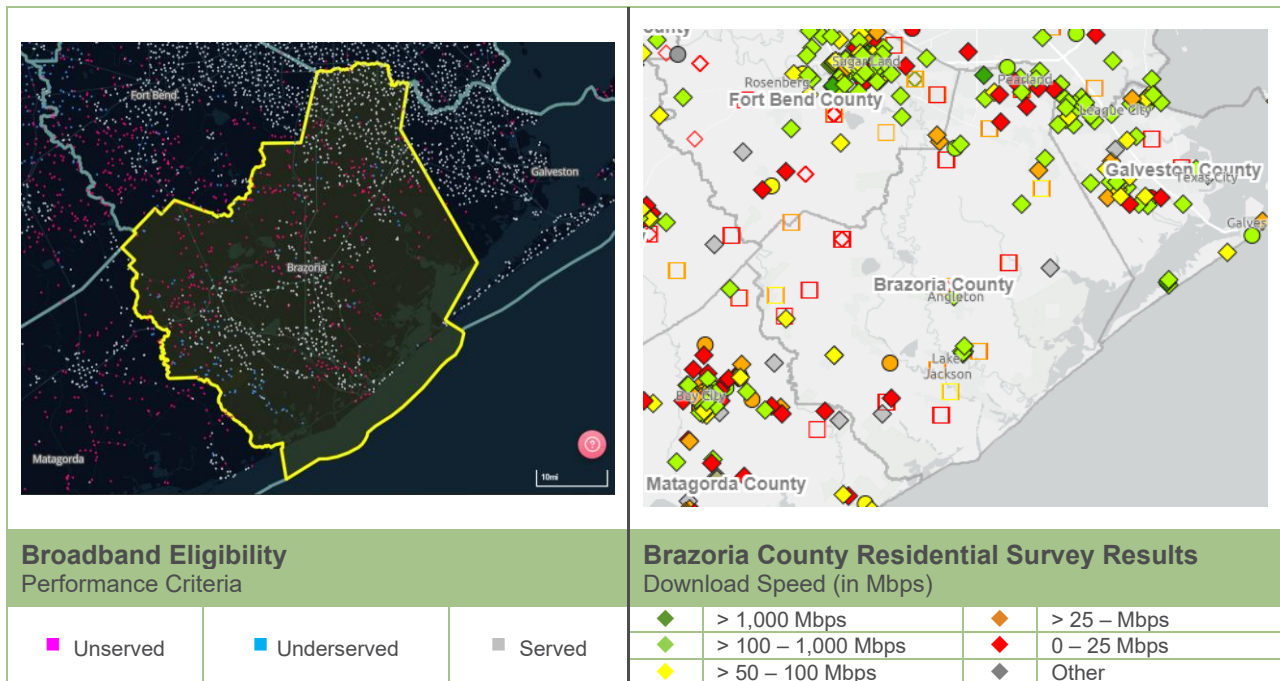 Fort Bend
Galveston
Brazoria
Matagorda
10mi
County
Sugar Land
Rosenberg
Pearland
Fort Bend County
League City
Galveston County
Texas City
Galves
Brazoria County
Angleton
Lake
Jackson
Bay City
Matagorda County
Broadband Eligibility
Performance Criteria
Unserved
Underserved
Served
Brazoria County Residential Survey Results
Download Speed (in Mbps)
> 1,000 Mbps
> 25 – Mbps
> 100 – 1,000 Mbps
0 – 25 Mbps
> 50 – 100 Mbps
Other